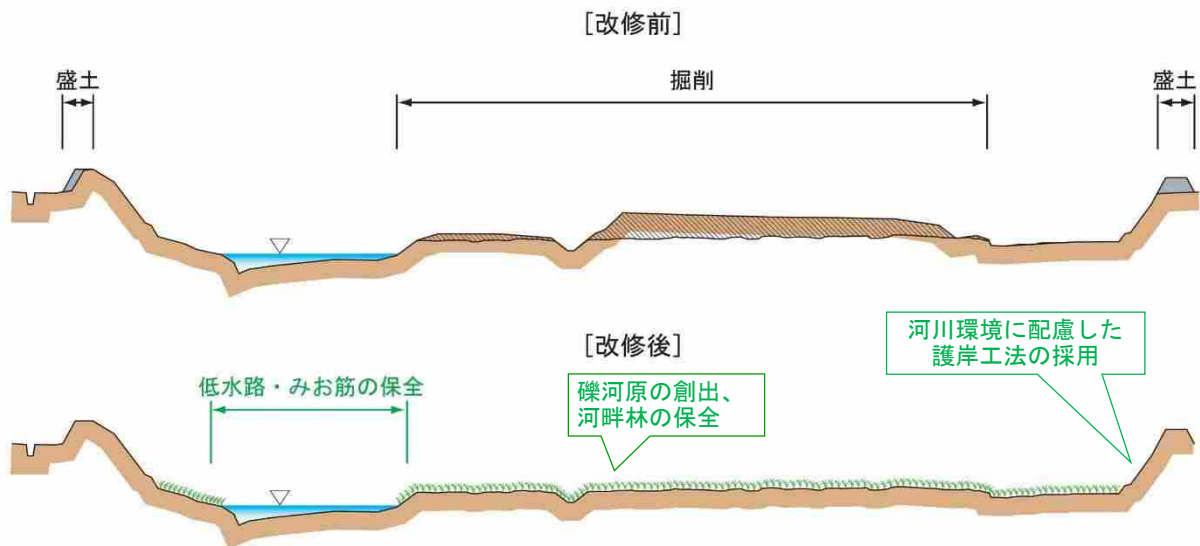 ［改修前］
盛土
掘削
盛土
［改修後］
河川環境に配慮した
護岸工法の採用
低水路・みお筋の保全
礫河原の創出、
河畔林の保全